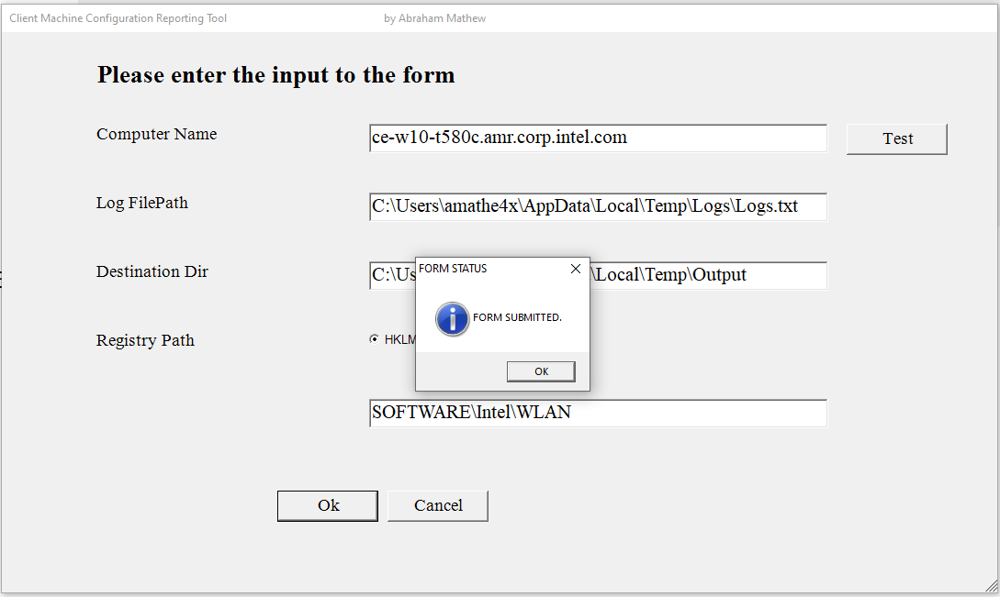 Client Machine Configuration Reporting Tool by Abraham Mathew
Please enter the input to the form
Computer Name ce-w10-t580c.amr.corp.intel.com Test
Log FilePath C:\Users\amathe4x\AppData\Local\Temp\Logs\Logs.txt
Destination Dir C:\Us \Local\Temp\Output
FORM STATUS
FORM SUBMITTED.
Registry Path HKLM
OK
SOFTWARE\Intel\WLAN
Ok Cancel